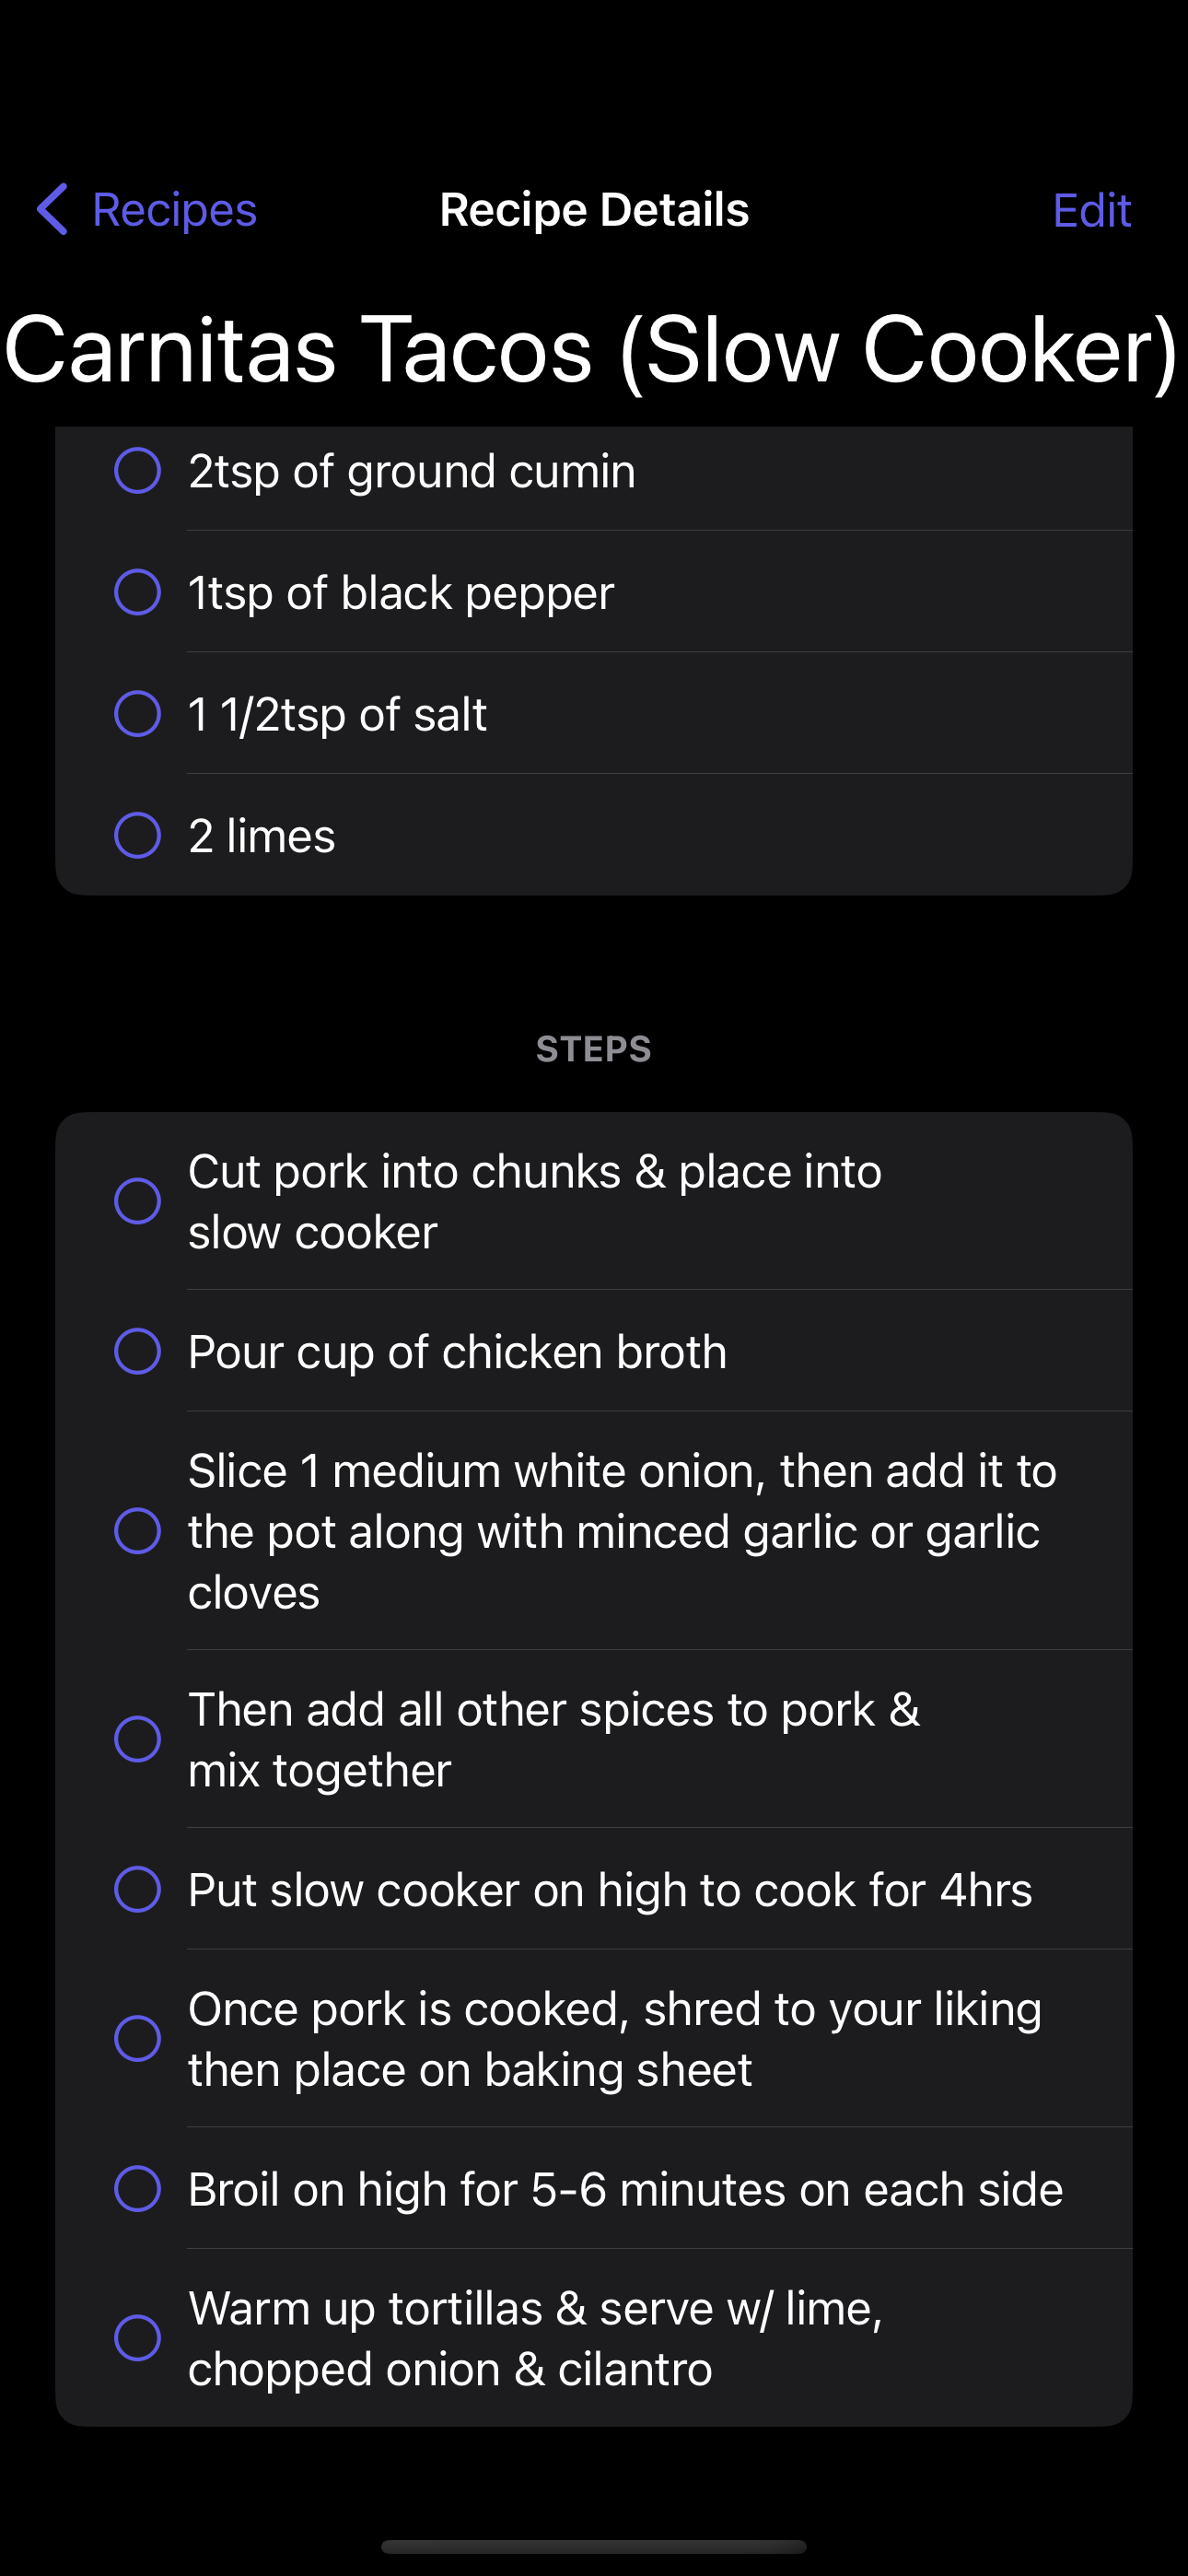 Recipes
Recipe Details
Edit
Carnitas Tacos (Slow Cooker)
2tsp of ground cumin
1tsp of black pepper
1 1/2tsp of salt
2 limes
STEPS
Cut pork into chunks & place into
slow cooker
Pour cup of chicken broth
Slice 1 medium white onion, then add it to
the pot along with minced garlic or garlic
cloves
Then add all other spices to pork &
mix together
Put slow cooker on high to cook for 4hrs
Once pork is cooked, shred to your liking
then place on baking sheet
Broil on high for 5-6 minutes on each side
Warm up tortillas & serve w/ lime,
chopped onion & cilantro